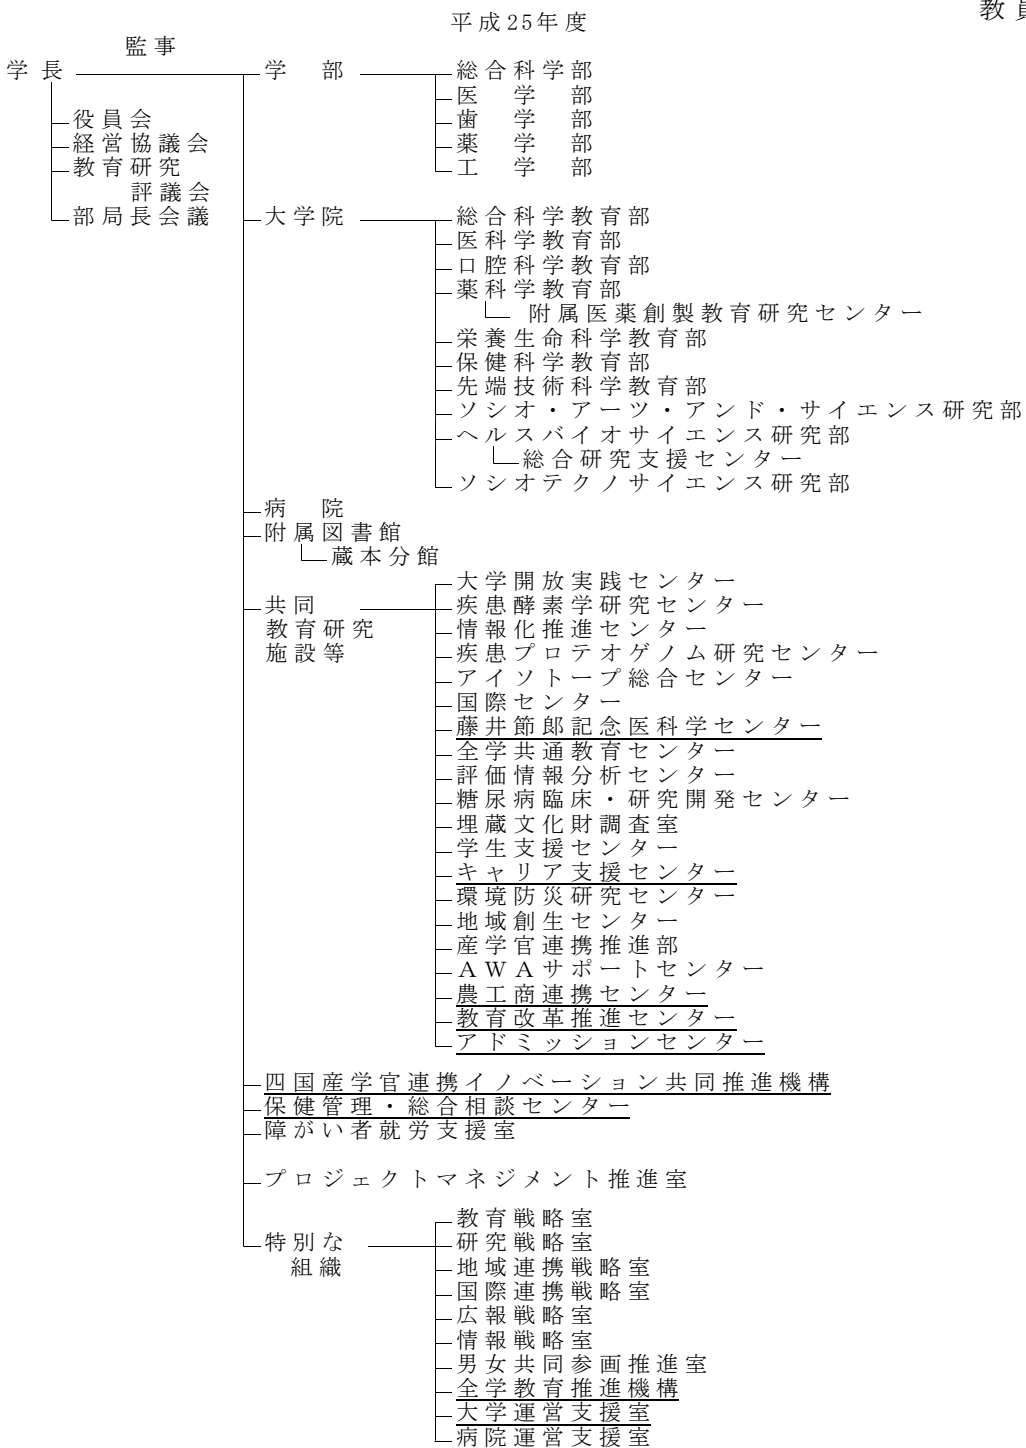 平成25年度
教員
監事
学長
学部
総合科学部
医学部
歯学部
薬学部
工学部
役員会
経営協議会
教育研究
評議会
部局長会議
大学院
総合科学教育部
医科学教育部
口腔科学教育部
薬科学教育部
附属医薬創製教育研究センター
栄養生命科学教育部
保健科学教育部
先端技術科学教育部
ソシオ・アーツ・アンド・サイエンス研究部
ヘルスバイオサイエンス研究部
総合研究支援センター
ソシオテクノサイエンス研究部
病院
附属図書館
蔵本分館
共同
教育研究
施設等
大学開放実践センター
疾患酵素学研究センター
情報化推進センター
疾患プロテオゲノム研究センター
アイソトープ総合センター
国際センター
藤井節郎記念医科学センター
全学共通教育センター
評価情報分析センター
糖尿病臨床・研究開発センター
埋蔵文化財調査室
学生支援センター
キャリア支援センター
環境防災研究センター
地域創生センター
産学官連携推進部
AWAサポートセンター
農工商連携センター
教育改革推進センター
アドミッションセンター
四国産学官連携イノベーション共同推進機構
保健管理・総合相談センター
障がい者就労支援室
プロジェクトマネジメント推進室
特別な
組織
教育戦略室
研究戦略室
地域連携戦略室
国際連携戦略室
広報戦略室
情報戦略室
男女共同参画推進室
全学教育推進機構
大学運営支援室
病院運営支援室